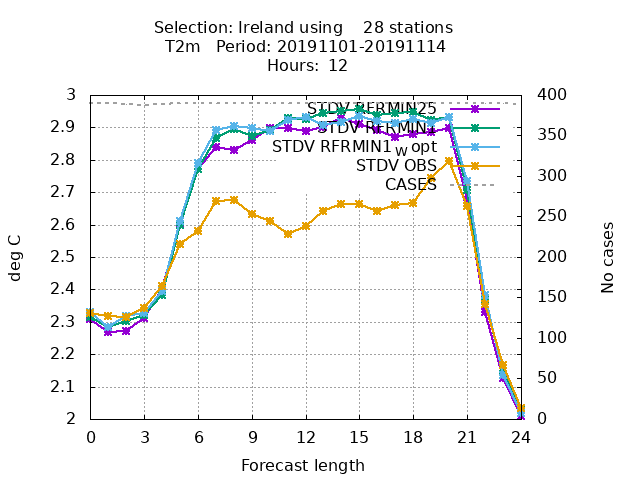 Selection: Ireland using 28 stations
T2m Period: 20191101-20191114
Hours: 12
3
2.9
2.8
2.7
2.6
2.5
2.4
2.3
2.2
2.1
2
400
350
300
250
200
150
100
50
0
STDV RFRMIN25
STDV RFRMIN1
STDV RFRMIN1w opt
STDV OBS
CASES
deg C
No cases
0 3 6 9 12 15 18 21 24
Forecast length